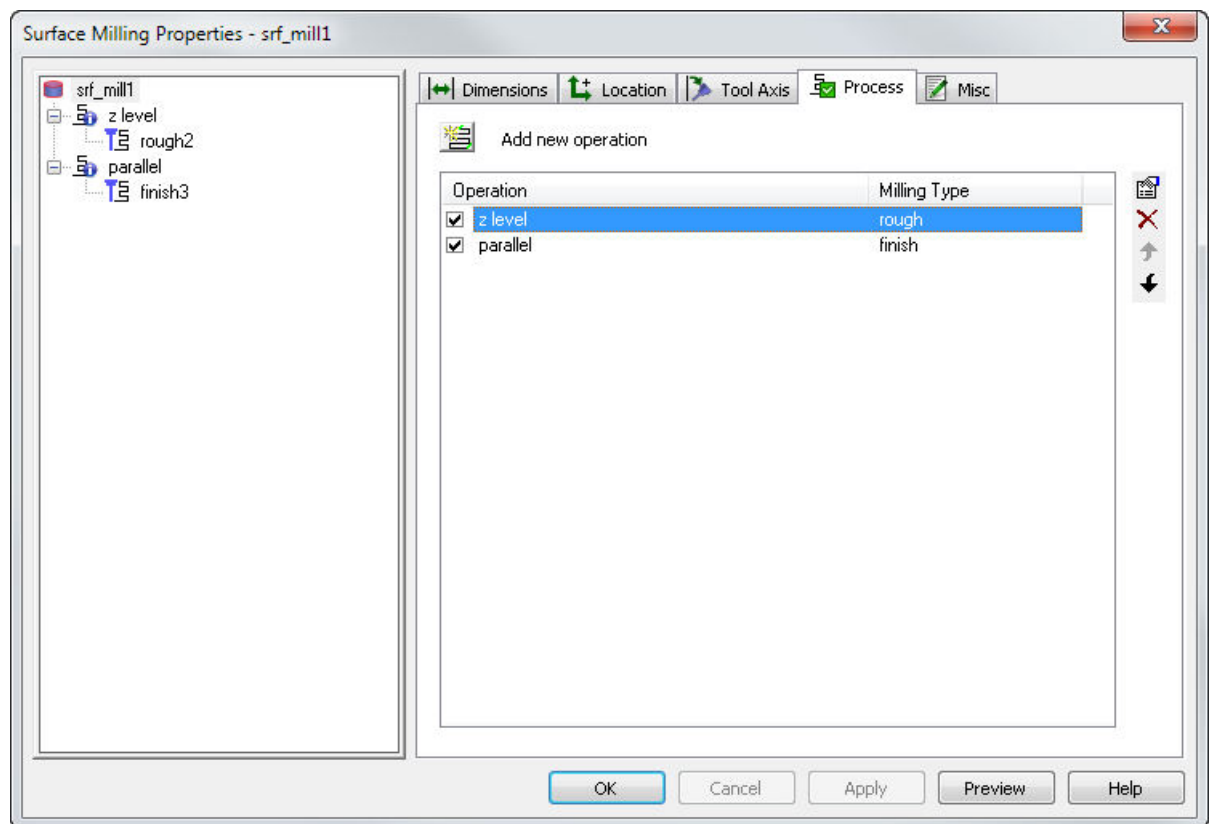 Surface Milling Properties - srf_mill1
srf_mill1
z level
rough2
parallel
finish3
Dimensions Location Tool Axis Process Misc
Add new operation
Operation Milling Type
z level rough
parallel finish
OK Cancel Apply Preview Help